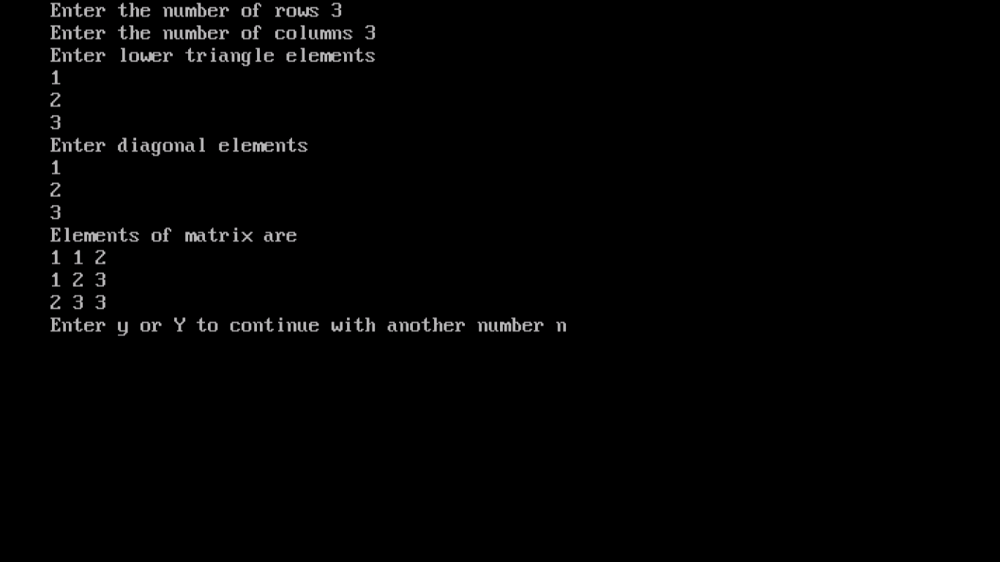 Enter the number of rows 3
Enter the number of columns 3
Enter lower triangle elements
1
2
3
Enter diagonal elements
1
2
3
Elements of matrix are
1 1 2
1 2 3
2 3 3
Enter y or Y to continue with another number n